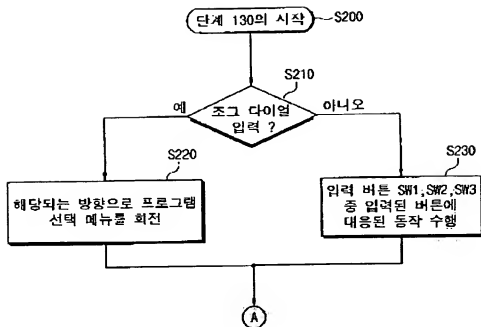 단계 130의 시작
S200
S210
조그 다이얼
입력 ?
예
아니오
S220
해당되는 방향으로 프로그램
선택 메뉴를 회전
S230
입력 버튼 SW1,SW2,SW3
중 입력된 버튼에
대응된 동작 수행
A